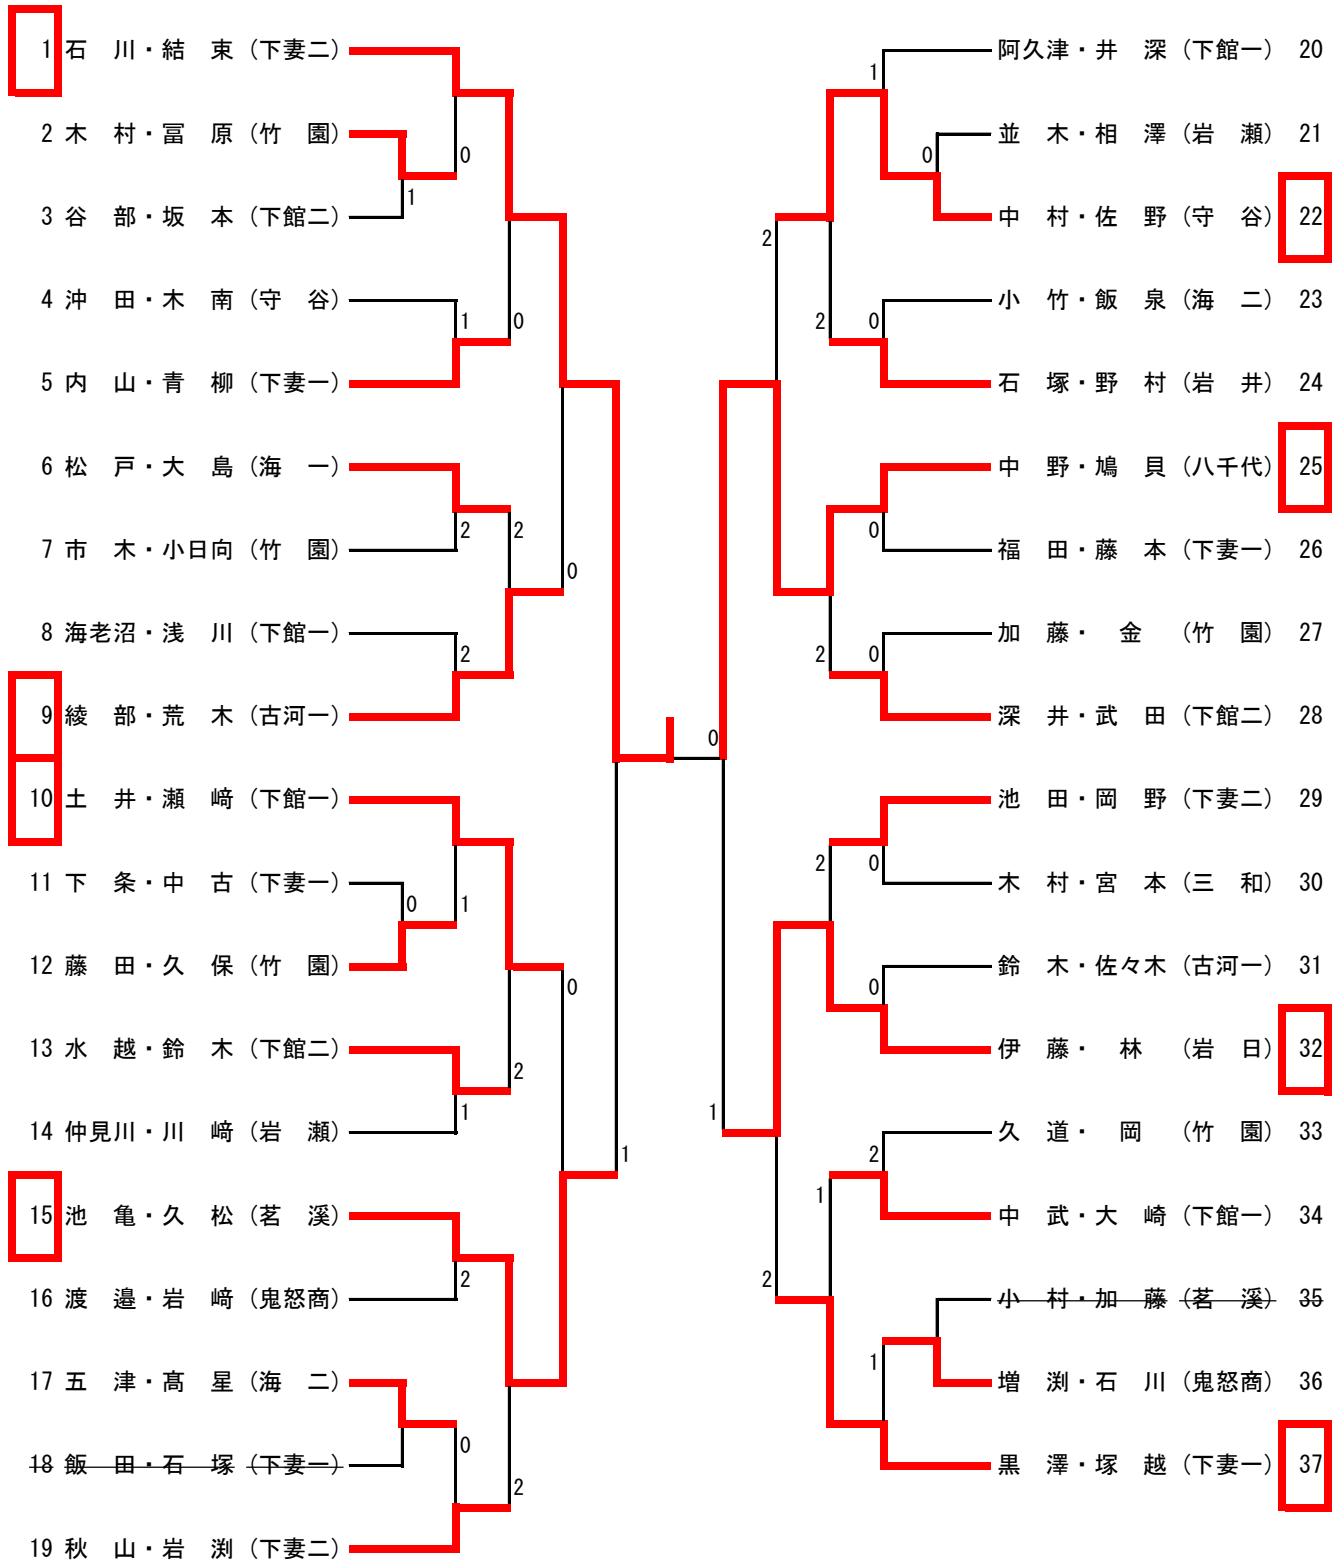 1 石　川・結　束（下妻二）
2 木　村・冨　原（竹　園）
3 谷　部・坂　本（下館二）
4 沖　田・木　南（守　谷）
5 内　山・青　柳（下妻一）
6 松　戸・大　島（海　一）
7 市　木・小日向（竹　園）
8 海老沼・浅　川（下館一）
9 綾　部・荒　木（古河一）
10 土　井・瀬　﨑（下館一）
11 下　条・中　古（下妻一）
12 藤　田・久　保（竹　園）
13 水　越・鈴　木（下館二）
14 仲見川・川　﨑（岩　瀬）
15 池　亀・久　松（茗　溪）
16 渡　邉・岩　﨑（鬼怒商）
17 五　津・髙　星（海　二）
18 飯　田・石　塚（下妻一）
19 秋　山・岩　渕（下妻二）
0
1
1
0
2
2
0
2
0
1
0
2
1
1
2
0
2
0
阿久津・井　深（下館一） 20
並　木・相　澤（岩　瀬） 21
中　村・佐　野（守　谷） 22
小　竹・飯　泉（海　二） 23
石　塚・野　村（岩　井） 24
中　野・鳩　貝（八千代） 25
福　田・藤　本（下妻一） 26
加　藤・　金　（竹　園） 27
深　井・武　田（下館二） 28
池　田・岡　野（下妻二） 29
木　村・宮　本（三　和） 30
鈴　木・佐々木（古河一） 31
伊　藤・　林　（岩　日） 32
久　道・　岡　（竹　園） 33
中　武・大　崎（下館一） 34
小　村・加　藤（茗　溪） 35
増　渕・石　川（鬼怒商） 36
黒　澤・塚　越（下妻一） 37
1
0
2
2
0
0
2
0
2
0
0
1
2
1
2
1